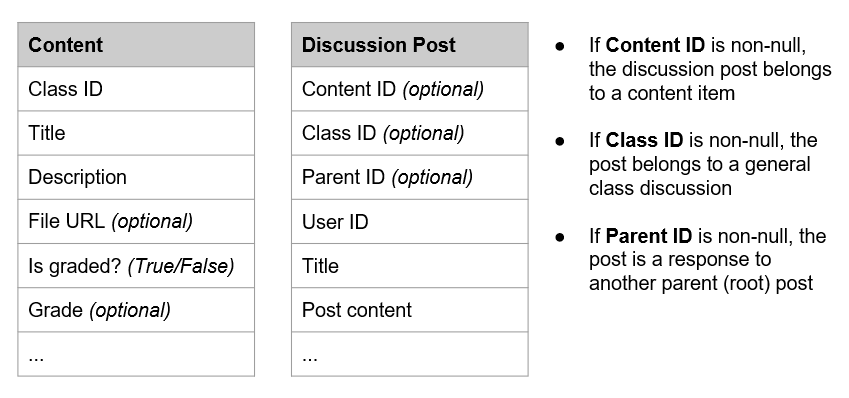 Content
Class ID
Title
Description
File URL (optional)
Is graded? (True/False)
Grade (optional)
...
Discussion Post
Content ID (optional)
Class ID (optional)
Parent ID (optional)
User ID
Title
Post content
...
● If Content ID is non-null,
the discussion post belongs
to a content item
● If Class ID is non-null, the
post belongs to a general
class discussion
● If Parent ID is non-null, the
post is a response to
another parent (root) post